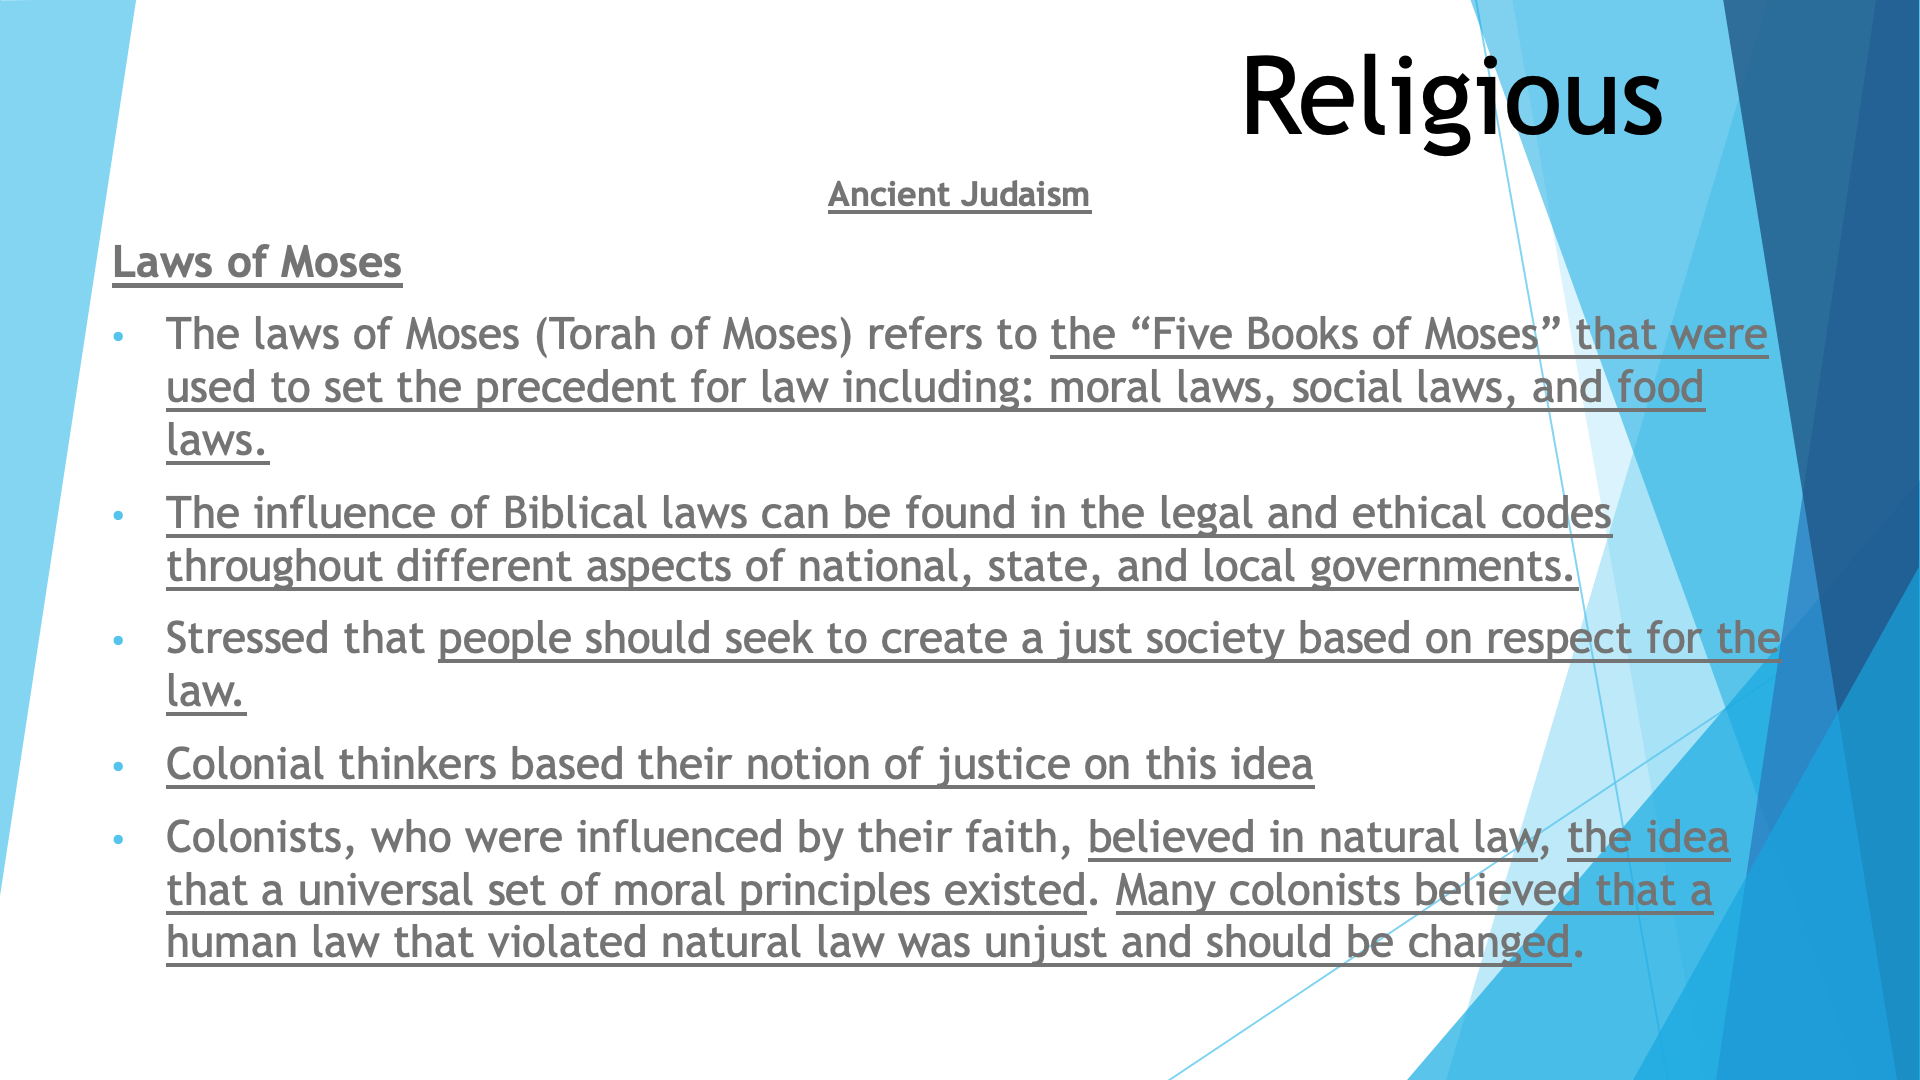 Religious
Ancient Judaism
Laws of Moses
• The laws of Moses (Torah of Moses) refers to the “Five Books of Moses” that were
used to set the precedent for law including: moral laws, social laws, and food
laws.
• The influence of Biblical laws can be found in the legal and ethical codes
throughout different aspects of national, state, and local governments.
• Stressed that people should seek to create a just society based on respect for the
law.
• Colonial thinkers based their notion of justice on this idea
• Colonists, who were influenced by their faith, believed in natural law, the idea
that a universal set of moral principles existed. Many colonists believed that a
human law that violated natural law was unjust and should be changed.